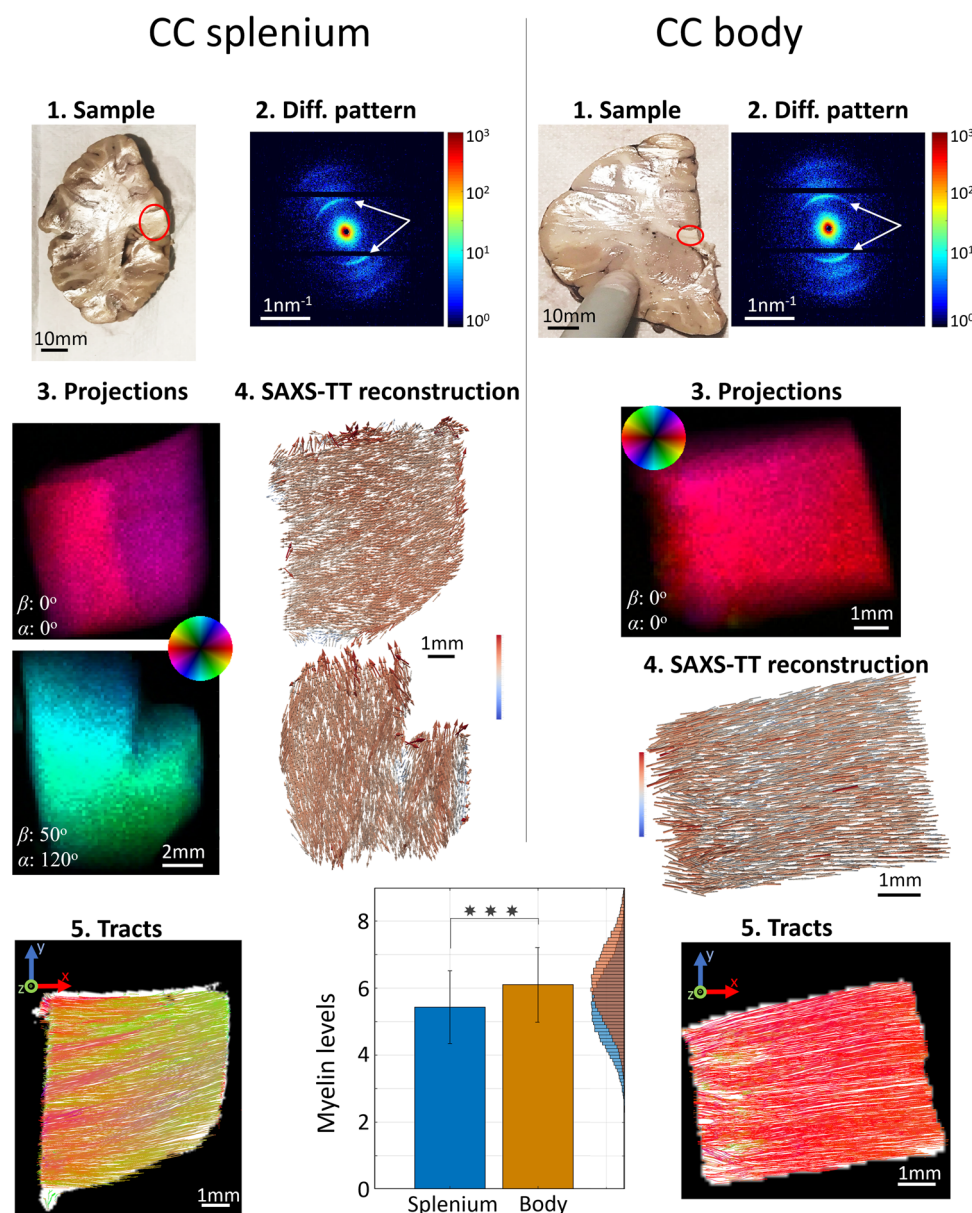 CC splenium
1. Sample
2. Diff. pattern
10³
10²
10¹
10⁰
1nm⁻¹
10mm
3. Projections
β: 0°
α: 0°
β: 50°
α: 120°
2mm
4. SAXS-TT reconstruction
1mm
5. Tracts
y
z
x
1mm
CC body
1. Sample
2. Diff. pattern
10³
10²
10¹
10⁰
1nm⁻¹
10mm
3. Projections
β: 0°
α: 0°
1mm
4. SAXS-TT reconstruction
1mm
5. Tracts
y
z
x
1mm
Myelin levels
8
6
4
2
0
Splenium
Body